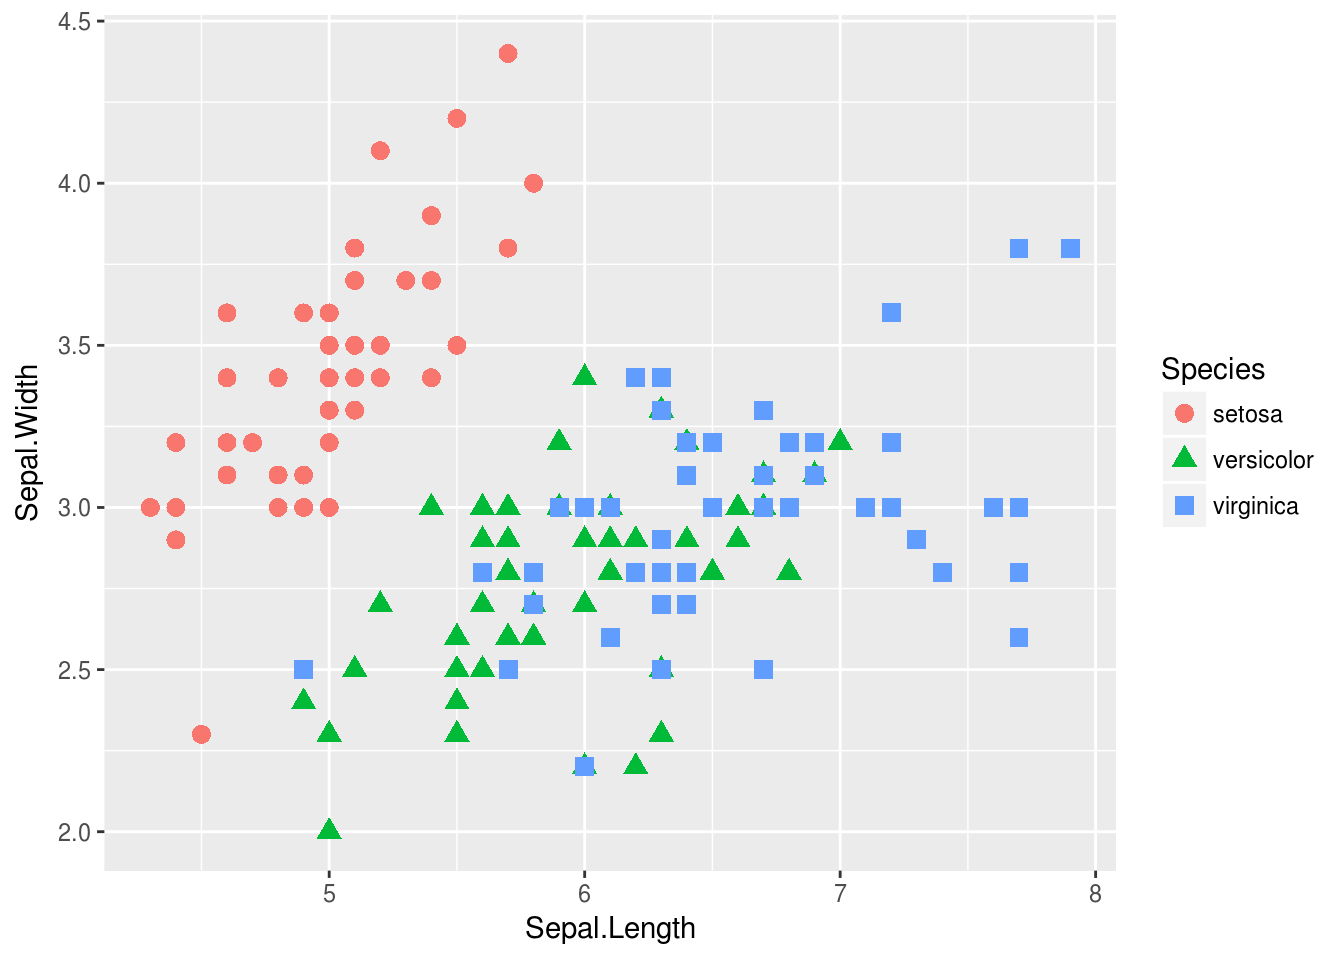 4.5
4.0
3.5
3.0
2.5
2.0
Sepal.Width
5 6 7 8
Sepal.Length
Species
setosa
versicolor
virginica